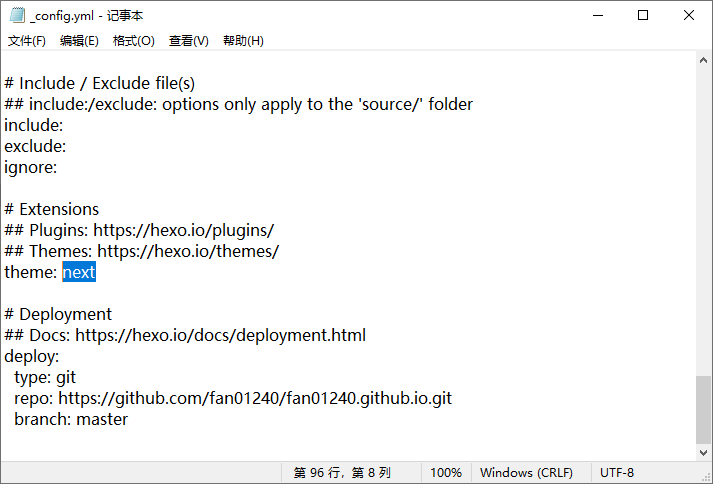 _config.yml - 记事本
文件(F) 编辑(E) 格式(O) 查看(V) 帮助(H)
# Include / Exclude file(s)
## include:/exclude: options only apply to the 'source/' folder
include:
exclude:
ignore:
# Extensions
## Plugins: https://hexo.io/plugins/
## Themes: https://hexo.io/themes/
theme: next
# Deployment
## Docs: https://hexo.io/docs/deployment.html
deploy:
  type: git
  repo: https://github.com/fan01240/fan01240.github.io.git
  branch: master
第 96 行，第 8 列 100% Windows (CRLF) UTF-8